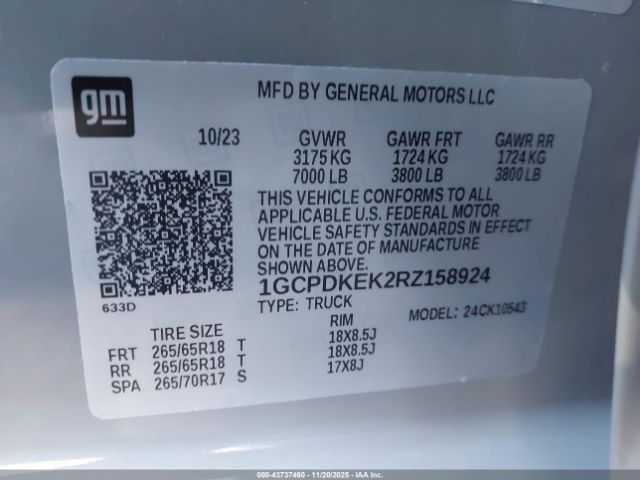 gm
MFD BY GENERAL MOTORS LLC
10/23 GVWR GAWR FRT GAWR RR
3175 KG 1724 KG 1724 KG
7000 LB 3800 LB 3800 LB
THIS VEHICLE CONFORMS TO ALL
APPLICABLE U.S. FEDERAL MOTOR
VEHICLE SAFETY STANDARDS IN EFFECT
ON THE DATE OF MANUFACTURE
SHOWN ABOVE.
1GCPDKEK2RZ158924
633D
TYPE: TRUCK MODEL: 24CK10543
TIRE SIZE RIM
FRT 265/65R18 T 18X8.5J
RR 265/65R18 T 18X8.5J
SPA 265/70R17 S 17X8J
000-43737460 - 11/20/2025 - IAAI.CA